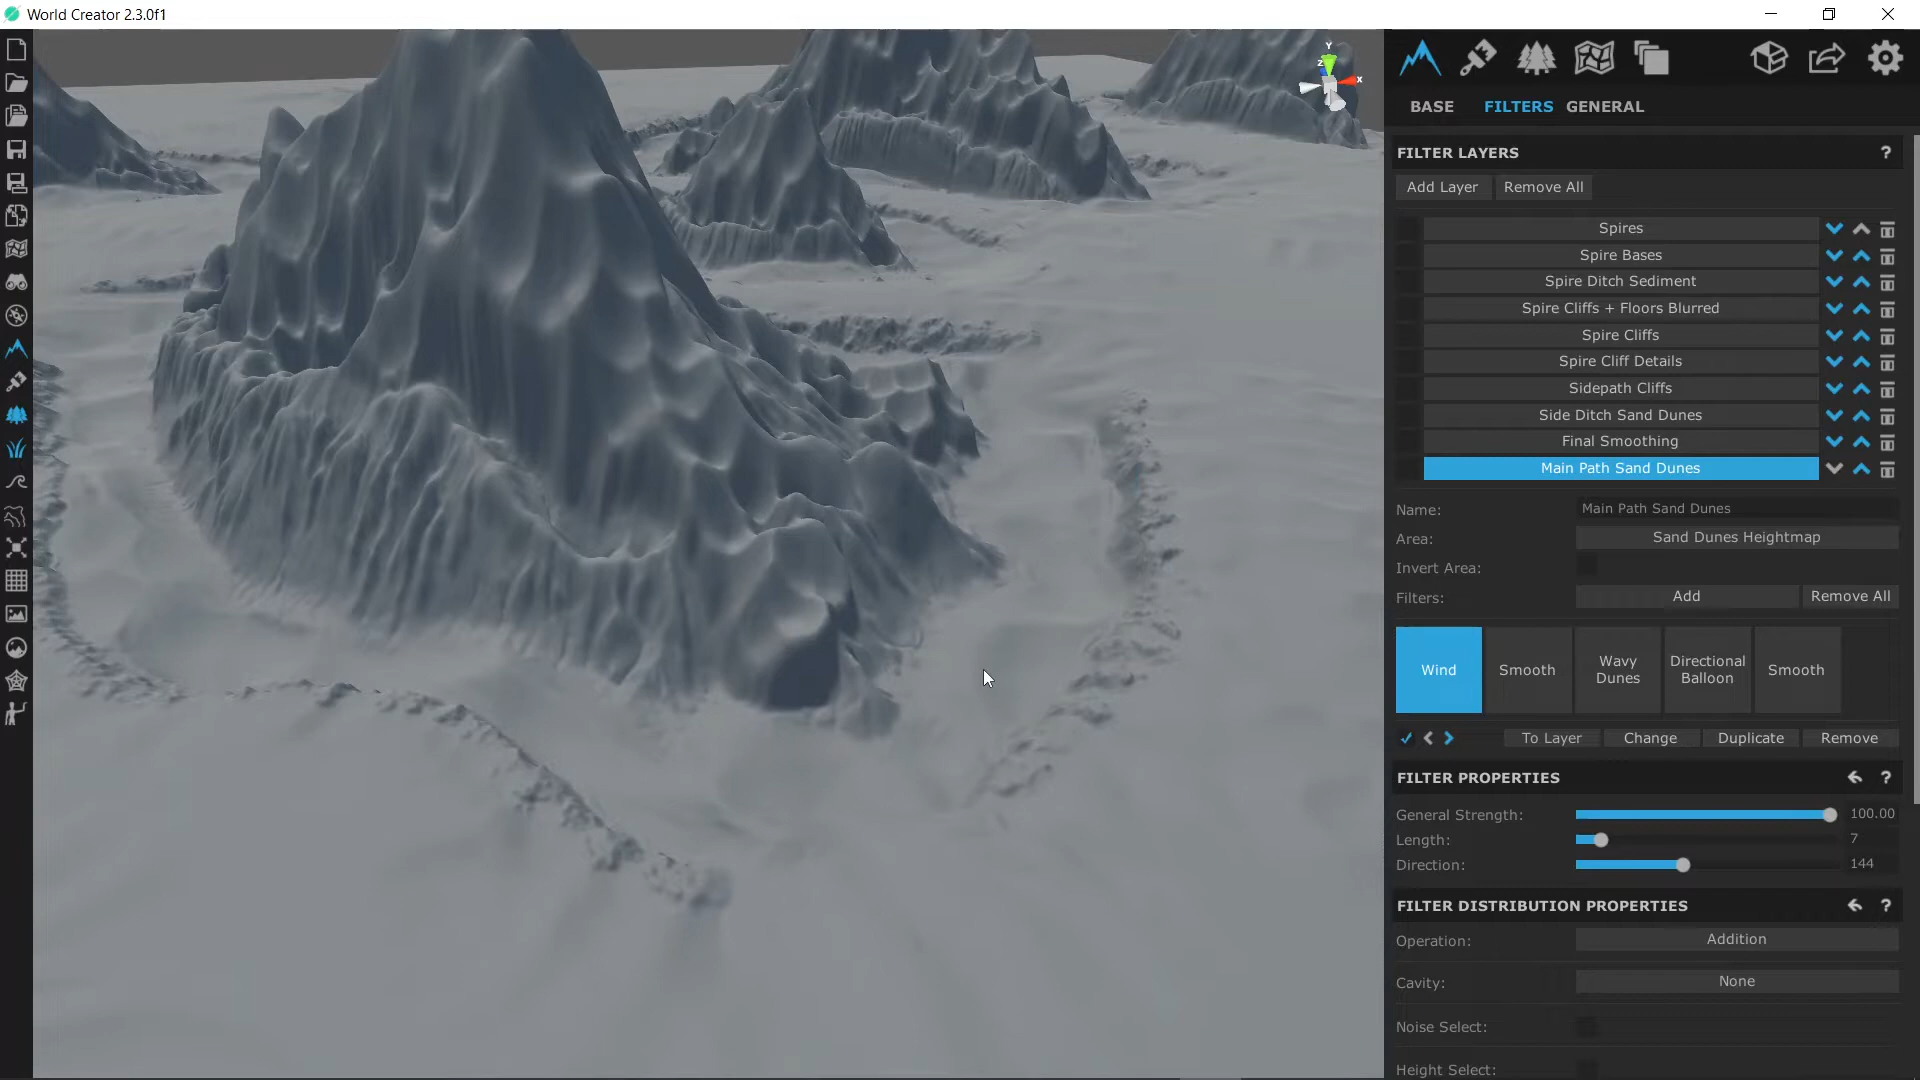 World Creator 2.3.0f1
Y
Z
X
BASE FILTERS GENERAL
FILTER LAYERS ?
Add Layer Remove All
Spires
Spire Bases
Spire Ditch Sediment
Spire Cliffs + Floors Blurred
Spire Cliffs
Spire Cliff Details
Sidepath Cliffs
Side Ditch Sand Dunes
Final Smoothing
Main Path Sand Dunes
Name: Main Path Sand Dunes
Area: Sand Dunes Heightmap
Invert Area:
Filters: Add Remove All
Wind Smooth Wavy Dunes Directional Balloon Smooth
To Layer Change Duplicate Remove
FILTER PROPERTIES ?
General Strength: 100.00
Length: 7
Direction: 144
FILTER DISTRIBUTION PROPERTIES ?
Operation: Addition
Cavity: None
Noise Select:
Height Select: